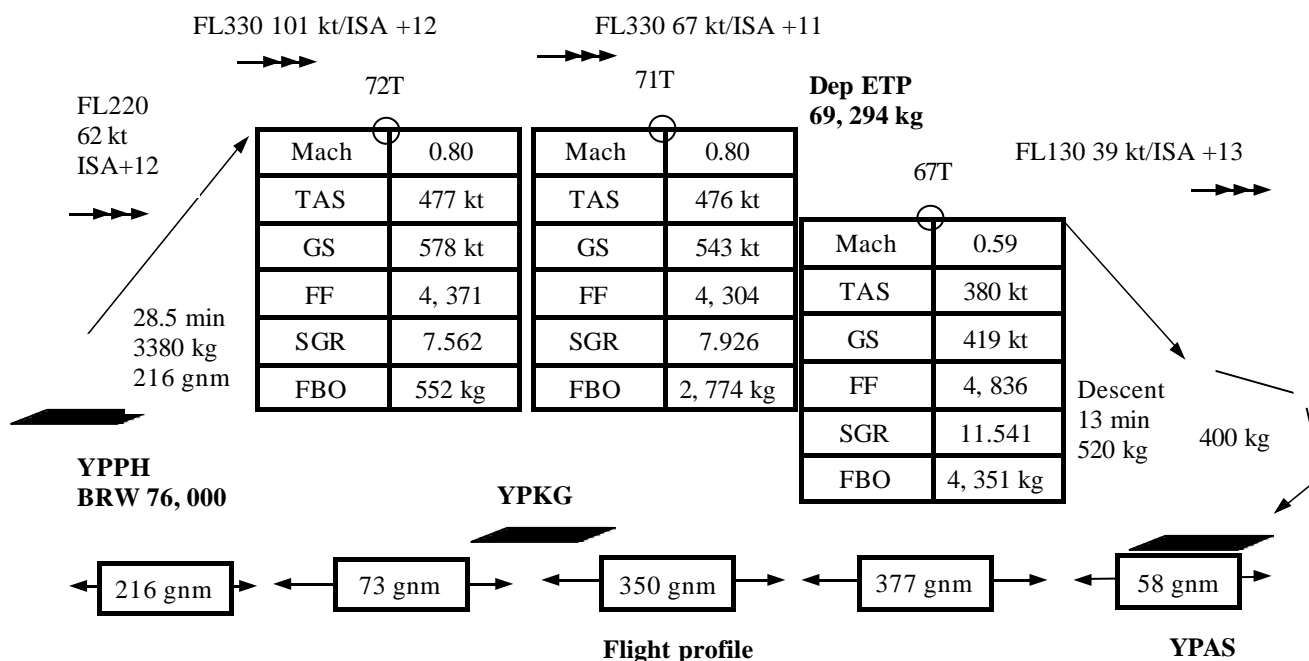 FL330 101 kt/ISA +12
FL330 67 kt/ISA +11
72T
71T
Dep ETP
69, 294 kg
FL220
62 kt
ISA+12
FL130 39 kt/ISA +13
67T
Mach 0.80
TAS 477 kt
GS 578 kt
FF 4, 371
SGR 7.562
FBO 552 kg
Mach 0.80
TAS 476 kt
GS 543 kt
FF 4, 304
SGR 7.926
FBO 2, 774 kg
Mach 0.59
TAS 380 kt
GS 419 kt
FF 4, 836
SGR 11.541
FBO 4, 351 kg
28.5 min
3380 kg
216 gnm
Descent
13 min
520 kg
400 kg
YPPH
BRW 76, 000
YPKG
216 gnm
73 gnm
350 gnm
377 gnm
58 gnm
Flight profile
YPAS